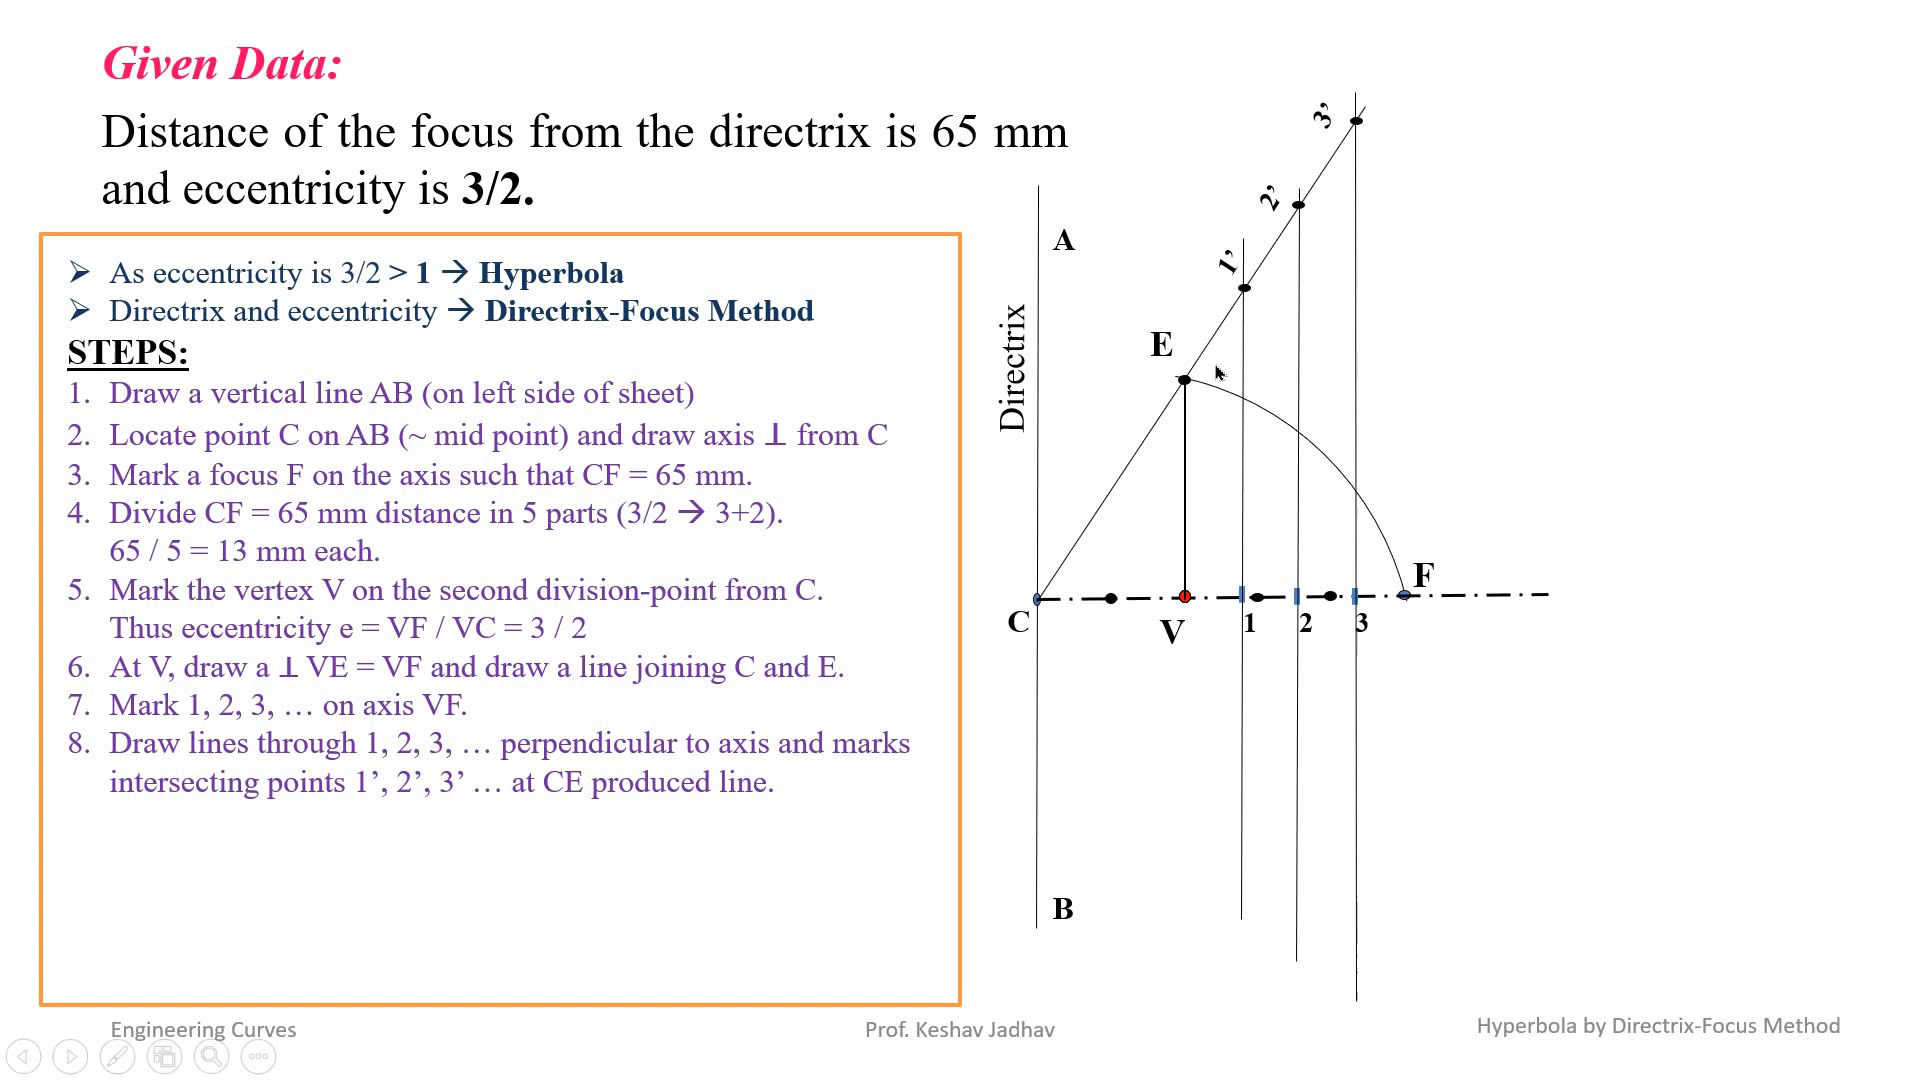 Given Data:
Distance of the focus from the directrix is 65 mm
and eccentricity is 3/2.
➢ As eccentricity is 3/2 > 1 → Hyperbola
➢ Directrix and eccentricity → Directrix-Focus Method
STEPS:
1. Draw a vertical line AB (on left side of sheet)
2. Locate point C on AB (~ mid point) and draw axis ⊥ from C
3. Mark a focus F on the axis such that CF = 65 mm.
4. Divide CF = 65 mm distance in 5 parts (3/2 → 3+2).
65 / 5 = 13 mm each.
5. Mark the vertex V on the second division-point from C.
Thus eccentricity e = VF / VC = 3 / 2
6. At V, draw a ⊥ VE = VF and draw a line joining C and E.
7. Mark 1, 2, 3, … on axis VF.
8. Draw lines through 1, 2, 3, … perpendicular to axis and marks
intersecting points 1’, 2’, 3’ … at CE produced line.
3’
2’
A
1’
Directrix
E
F
C
V
1
2
3
B
Engineering Curves
Prof. Keshav Jadhav
Hyperbola by Directrix-Focus Method